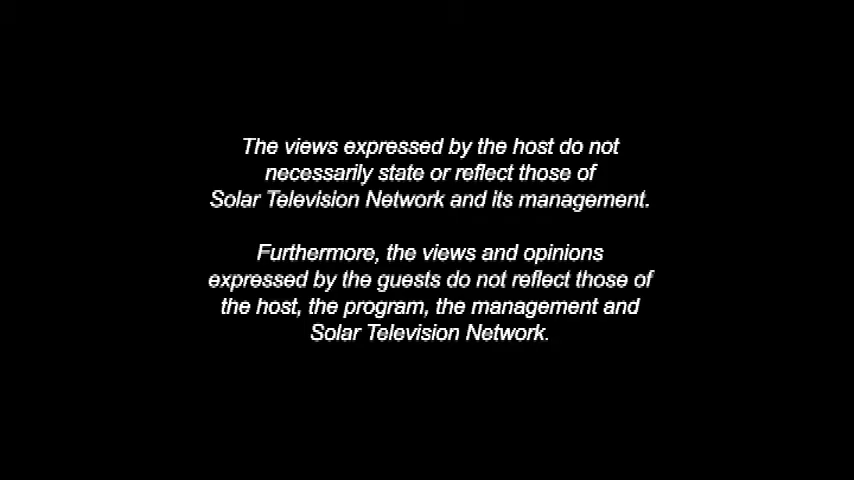 The views expressed by the host do not
necessarily state or reflect those of
Solar Television Network and its management.
Furthermore, the views and opinions
expressed by the guests do not reflect those of
the host, the program, the management and
Solar Television Network.